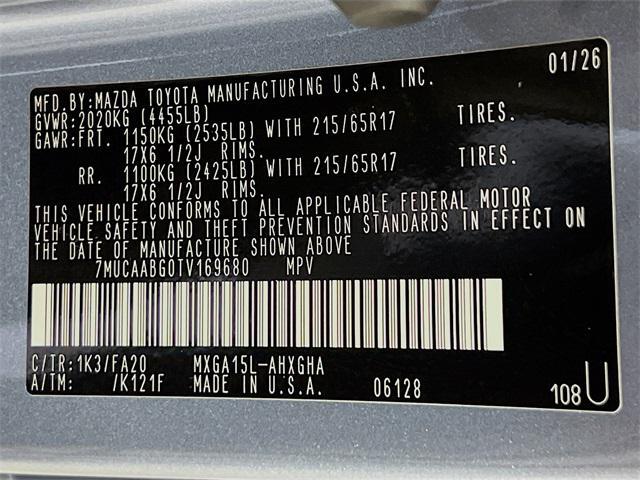 01/26
MFD.BY:MAZDA TOYOTA MANUFACTURING U.S.A. INC.
GVWR:2020KG (4455LB)
GAWR:FRT. 1150KG (2535LB) WITH 215/65R17 TIRES.
17X6 1/2J RIMS.
RR. 1100KG (2425LB) WITH 215/65R17 TIRES.
17X6 1/2J RIMS.
THIS VEHICLE CONFORMS TO ALL APPLICABLE FEDERAL MOTOR
VEHICLE SAFETY AND THEFT PREVENTION STANDARDS IN EFFECT ON
THE DATE OF MANUFACTURE SHOWN ABOVE
7MUCAABG0TV169680 MPV
C/TR:1K3/FA20 MXGA15L-AHXGHA
A/TM: /K121F MADE IN U.S.A. 06128 108U